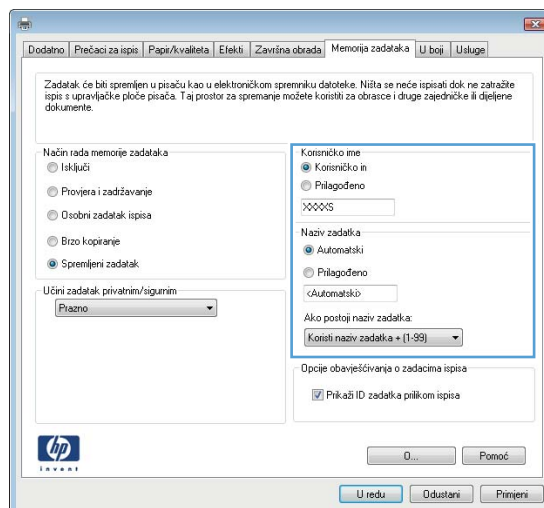 Dodatno Prečaci za ispis Papir/kvaliteta Efekti Završna obrada Memorija zadataka U boji Usluge
Zadatak će biti spremljen u pisaču kao u elektroničkom spremniku datoteke. Ništa se neće ispisati dok ne zatražite
ispis s upravljačke ploče pisača. Taj prostor za spremanje možete koristiti za obrasce i druge zajedničke ili dijeljene
dokumente.
Način rada memorije zadataka
Isključi
Provjera i zadržavanje
Osobni zadatak ispisa
Brzo kopiranje
Spremljeni zadatak
Učini zadatak privatnim/sigurnim
Prazno
Korisničko ime
Korisničko in
Prilagođeno
XXXXS
Naziv zadatka
Automatski
Prilagođeno
<Automatski>
Ako postoji naziv zadatka:
Koristi naziv zadatka + (1-99)
Opcije obavješćivanja o zadacima ispisa
Prikaži ID zadatka prilikom ispisa
hp
invent
O... Pomoć
U redu Odustani Primijeni